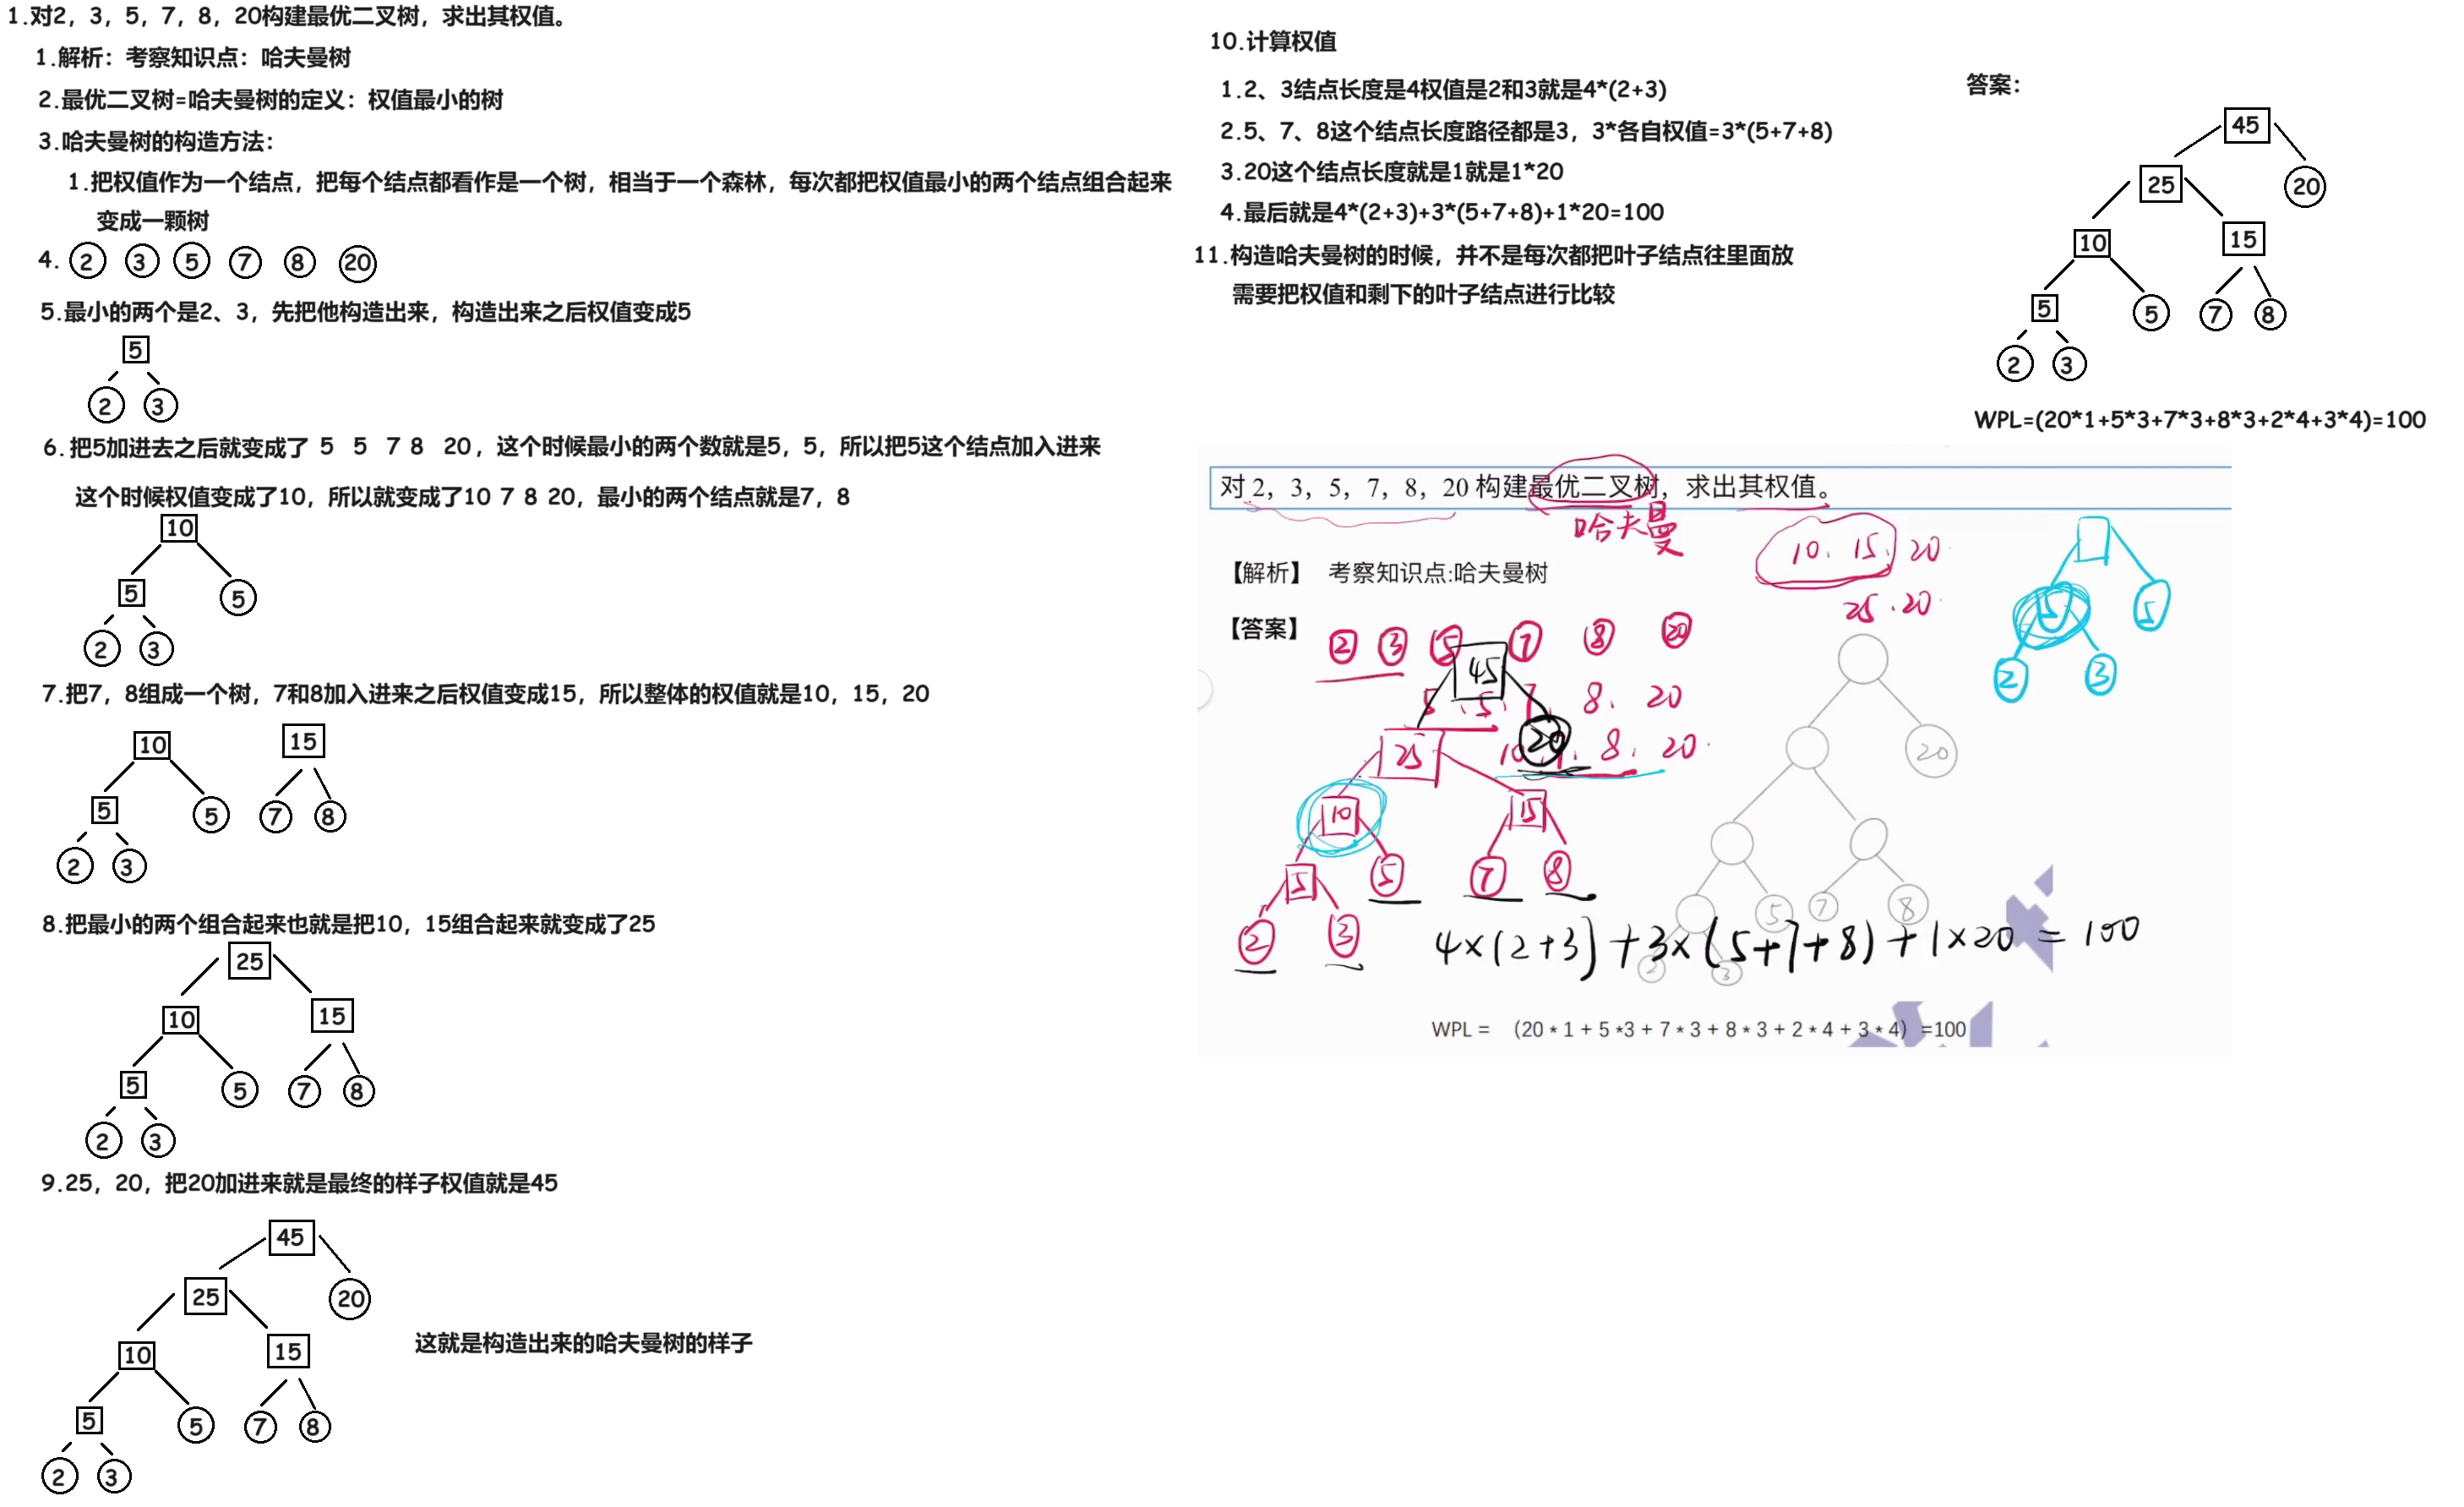 1.对2，3，5，7，8，20构建最优二叉树，求出其权值。
1.解析：考察知识点：哈夫曼树
2.最优二叉树=哈夫曼树的定义：权值最小的树
3.哈夫曼树的构造方法：
1.把权值作为一个结点，把每个结点都看作是一个树，相当于一个森林，每次都把权值最小的两个结点组合起来
变成一颗树
4. 2 3 5 7 8 20
5.最小的两个是2、3，先把他构造出来，构造出来之后权值变成5
5
2 3
6.把5加进去之后就变成了 5 5 7 8 20，这个时候最小的两个数就是5，5，所以把5这个结点加入进来
这个时候权值变成了10，所以就变成了10 7 8 20，最小的两个结点就是7，8
10
5 5
2 3
7.把7，8组成一个树，7和8加入进来之后权值变成15，所以整体的权值就是10，15，20
10 15
5 5 7 8
2 3
8.把最小的两个组合起来也就是把10，15组合起来就变成了25
25
10 15
5 5 7 8
2 3
9.25，20，把20加进来就是最终的样子权值就是45
45
25 20
10 15
5 5 7 8
2 3
这就是构造出来的哈夫曼树的样子
10.计算权值
1.2、3结点长度是4权值是2和3就是4*(2+3)
2.5、7、8这个结点长度路径都是3，3*各自权值=3*(5+7+8)
3.20这个结点长度就是1就是1*20
4.最后就是4*(2+3)+3*(5+7+8)+1*20=100
11.构造哈夫曼树的时候，并不是每次都把叶子结点往里面放
需要把权值和剩下的叶子结点进行比较
答案：
45
25 20
10 15
5 5 7 8
2 3
WPL=(20*1+5*3+7*3+8*3+2*4+3*4)=100
对 2，3，5，7，8，20 构建最优二叉树，求出其权值。
哈夫曼
10、15、20
25、20
【解析】 考察知识点:哈夫曼树
【答案】
2 3 5 7 8 20
5、5、7、8、20
10、7、8、20
45
25 20
10 15
5 5 7 8
2 3
5 5
2 3
20
5 7 8
2 3
4×(2+3)+3×(5+7+8)+1×20=100
WPL = （20 * 1 + 5 *3 + 7 * 3 + 8 * 3 + 2 * 4 + 3 * 4）=100